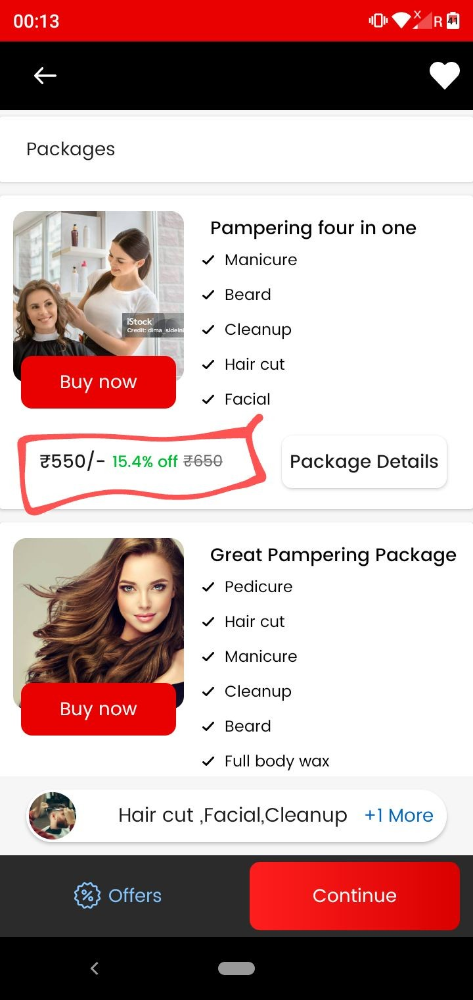 00:13
X R 41
Packages
Pampering four in one
Manicure
Beard
Cleanup
Hair cut
Facial
iStock
Credit: dima_sidelni
Buy now
₹550/- 15.4% off ₹650
Package Details
Great Pampering Package
Pedicure
Hair cut
Manicure
Cleanup
Beard
Full body wax
Buy now
Hair cut ,Facial,Cleanup +1 More
% Offers
Continue